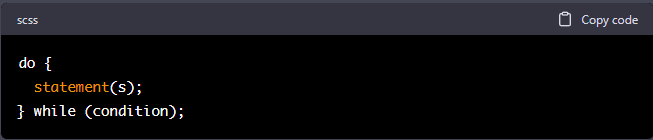 scss Copy code
do {
  statement(s);
} while (condition);